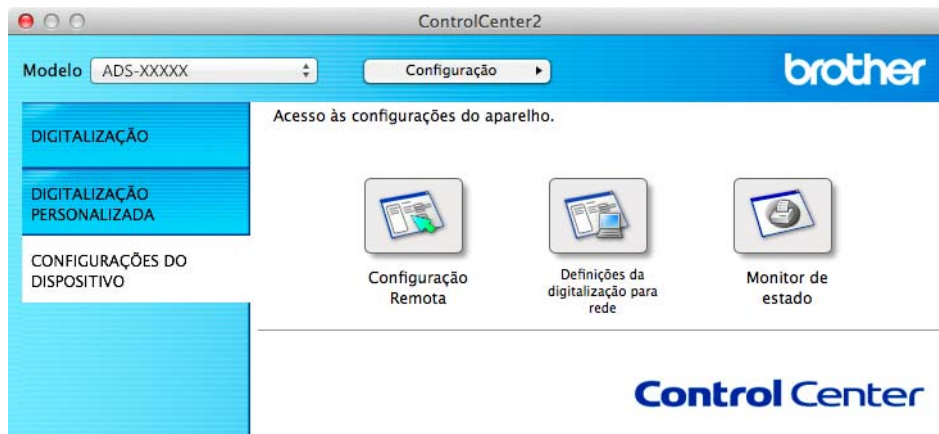 ControlCenter2
Modelo ADS-XXXXX Configuração brother
DIGITALIZAÇÃO
DIGITALIZAÇÃO
PERSONALIZADA
CONFIGURAÇÕES DO
DISPOSITIVO
Acesso às configurações do aparelho.
Configuração
Remota
Definições da
digitalização para
rede
Monitor de
estado
Control Center